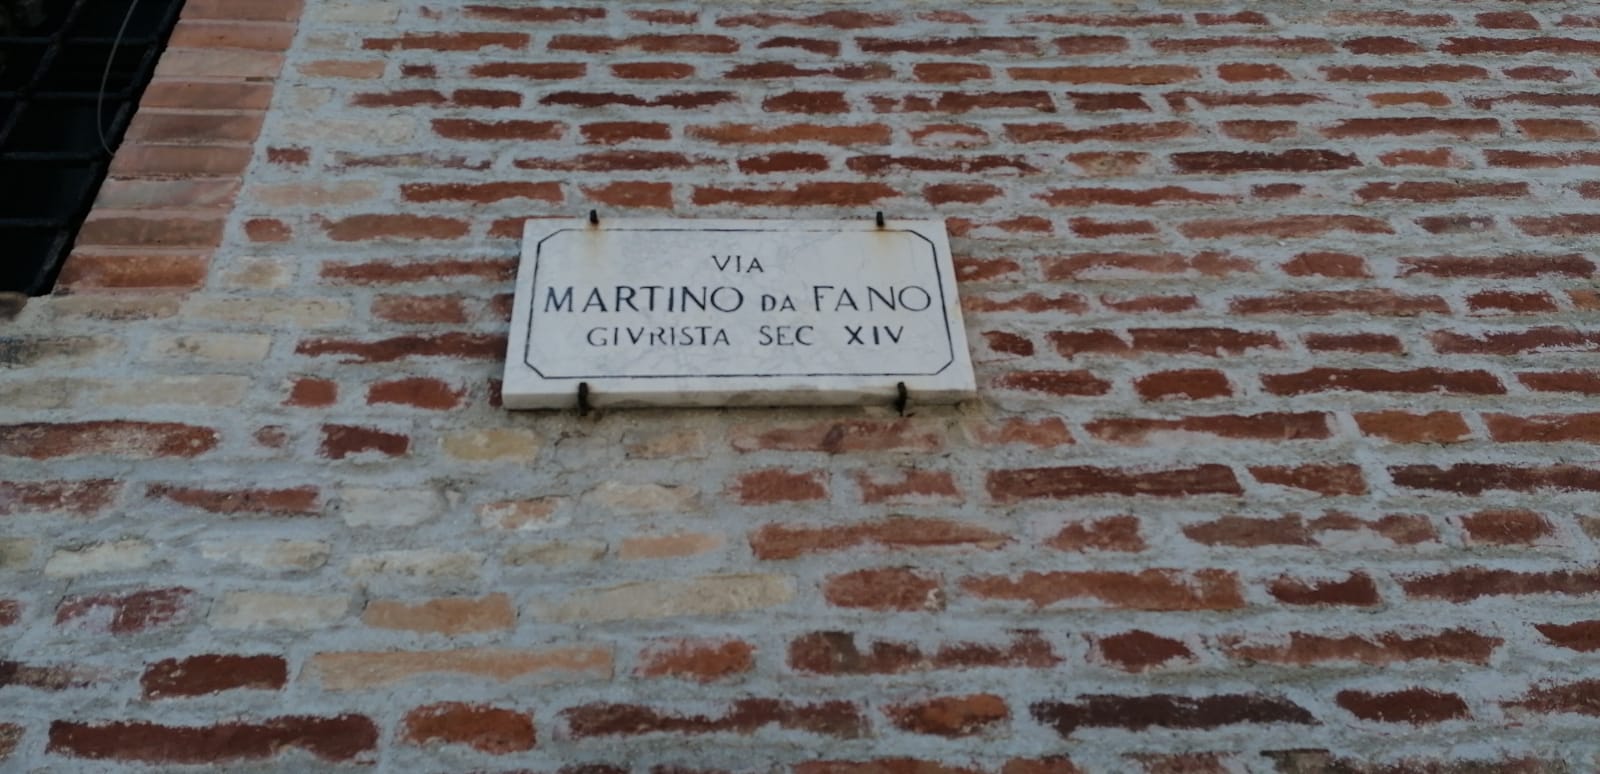 VIA
MARTINO DA FANO
GIVRISTA SEC XIV